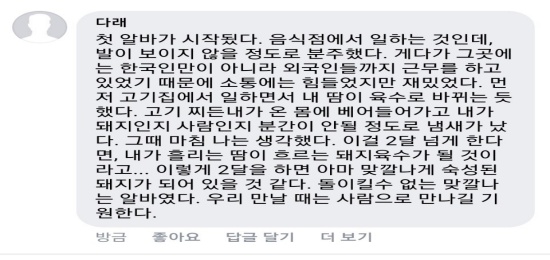 다래
첫 알바가 시작됬다. 음식점에서 일하는 것인데,
발이 보이지 않을 정도로 분주했다. 게다가 그곳에
는 한국인만이 아니라 외국인들까지 근무를 하고
있었기 때문에 소통에는 힘들었지만 재밌었다. 먼
저 고기집에서 일하면서 내 땀이 육수로 바뀌는 듯
했다. 고기 찌든내가 온 몸에 베어들어가고 내가
돼지인지 사람인지 분간이 안될 정도로 냄새가 났
다. 그때 마침 나는 생각했다. 이걸 2달 넘게 한다
면, 내가 흘리는 땀이 흐르는 돼지육수가 될 것이
라고... 이렇게 2달을 하면 아마 맞깔나게 숙성된
돼지가 되어 있을 것 같다. 돌이킬수 없는 맞깔나
는 알바였다. 우리 만날 때는 사람으로 만나길 기
원한다.
방금 좋아요 답글 달기 더 보기